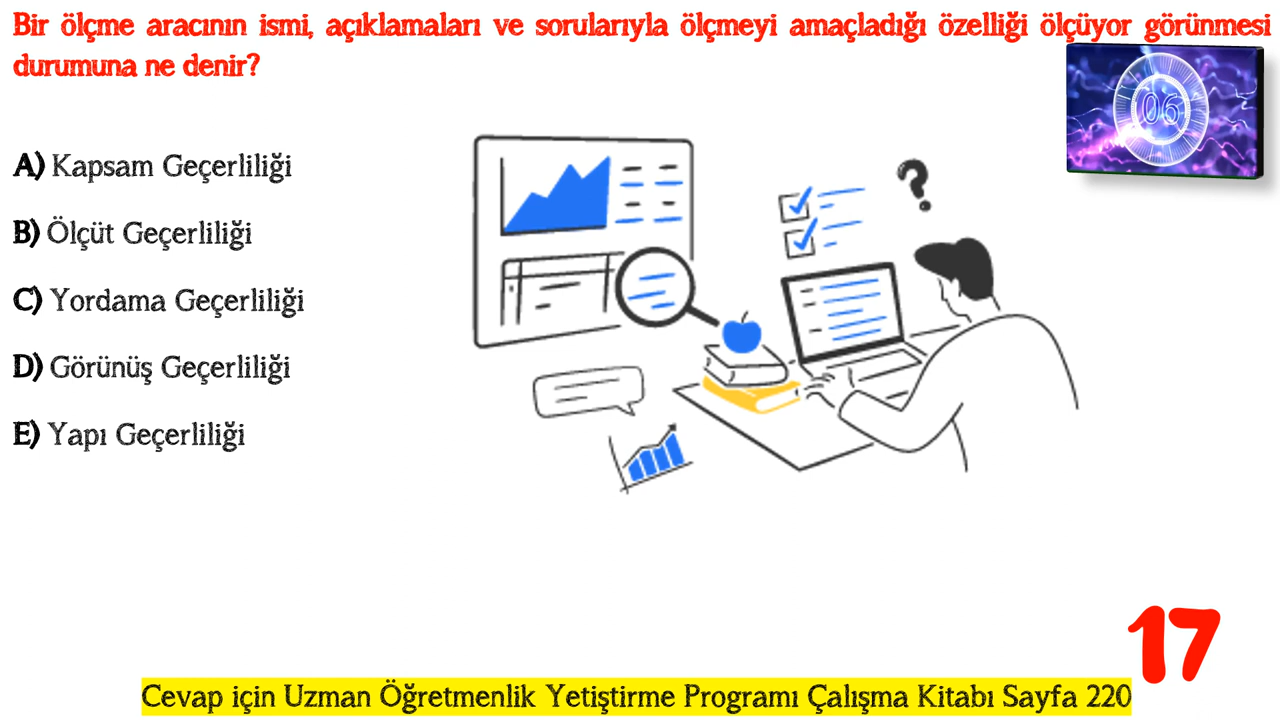 Bir ölçme aracının ismi, açıklamaları ve sorularıyla ölçmeyi amaçladığı özelliği ölçüyor görünmesi
durumuna ne denir?
06
A) Kapsam Geçerliliği
B) Ölçüt Geçerliliği
C) Yordama Geçerliliği
D) Görünüş Geçerliliği
E) Yapı Geçerliliği
?
17
Cevap için Uzman Öğretmenlik Yetiştirme Programı Çalışma Kitabı Sayfa 220